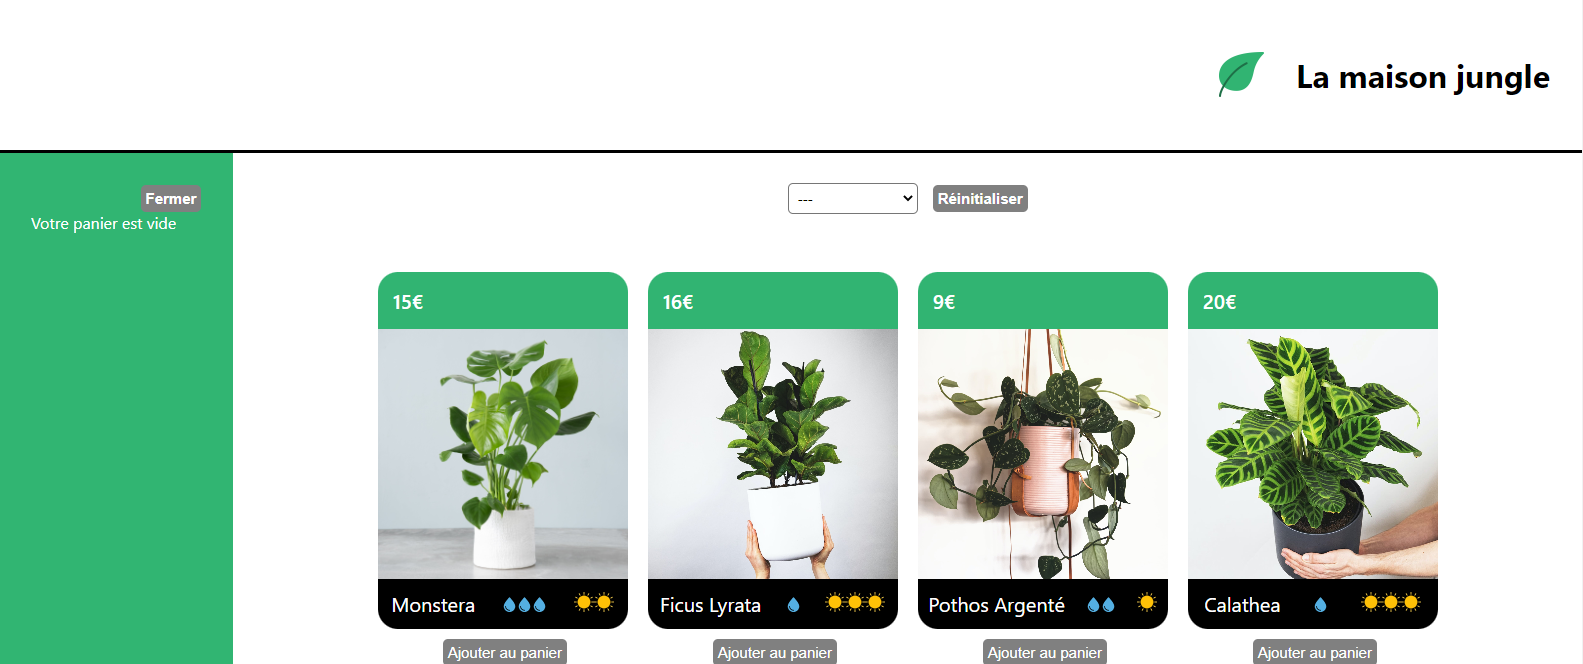 La maison jungle
Fermer
Votre panier est vide
---
Réinitialiser
15€
16€
9€
20€
Monstera
Ficus Lyrata
Pothos Argenté
Calathea
Ajouter au panier
Ajouter au panier
Ajouter au panier
Ajouter au panier